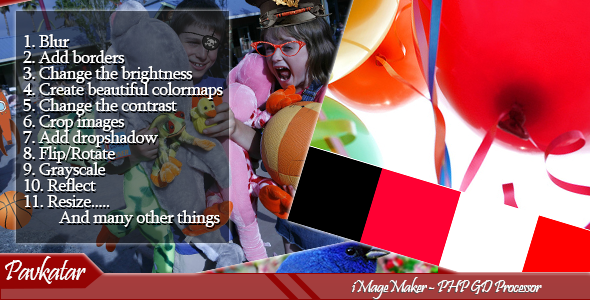 1. Blur
2. Add borders
3. Change the brightness
4. Create beautiful colormaps
5. Change the contrast
6. Crop images
7. Add dropshadow
8. Flip/Rotate
9. Grayscale
10. Reflect
11. Resize.....
And many other things
Pavkatar
iMage Maker - PHP GD Processor